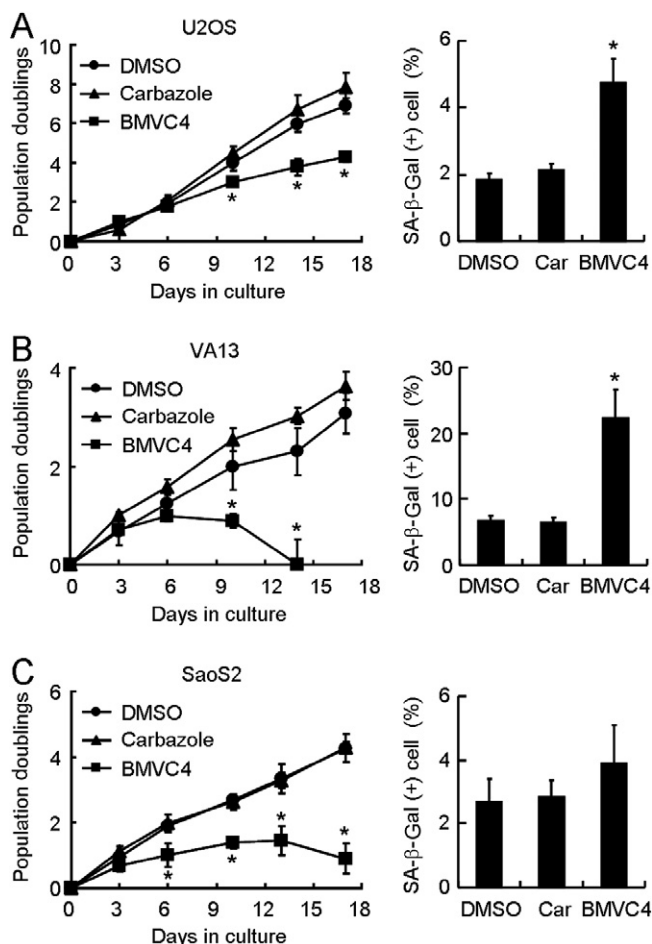 A
U2OS
Population doublings
10
8
6
4
2
0
DMSO
Carbazole
BMVC4
* * *
0 3 6 9 12 15 18
Days in culture
SA-β-Gal (+) cell (%)
6
4
2
0
*
DMSO Car BMVC4
B
VA13
Population doublings
4
2
0
DMSO
Carbazole
BMVC4
*
*
0 3 6 9 12 15 18
Days in culture
SA-β-Gal (+) cell (%)
30
20
10
0
*
DMSO Car BMVC4
C
SaoS2
Population doublings
6
4
2
0
DMSO
Carbazole
BMVC4
* * * *
0 3 6 9 12 15 18
Days in culture
SA-β-Gal (+) cell (%)
6
4
2
0
DMSO Car BMVC4